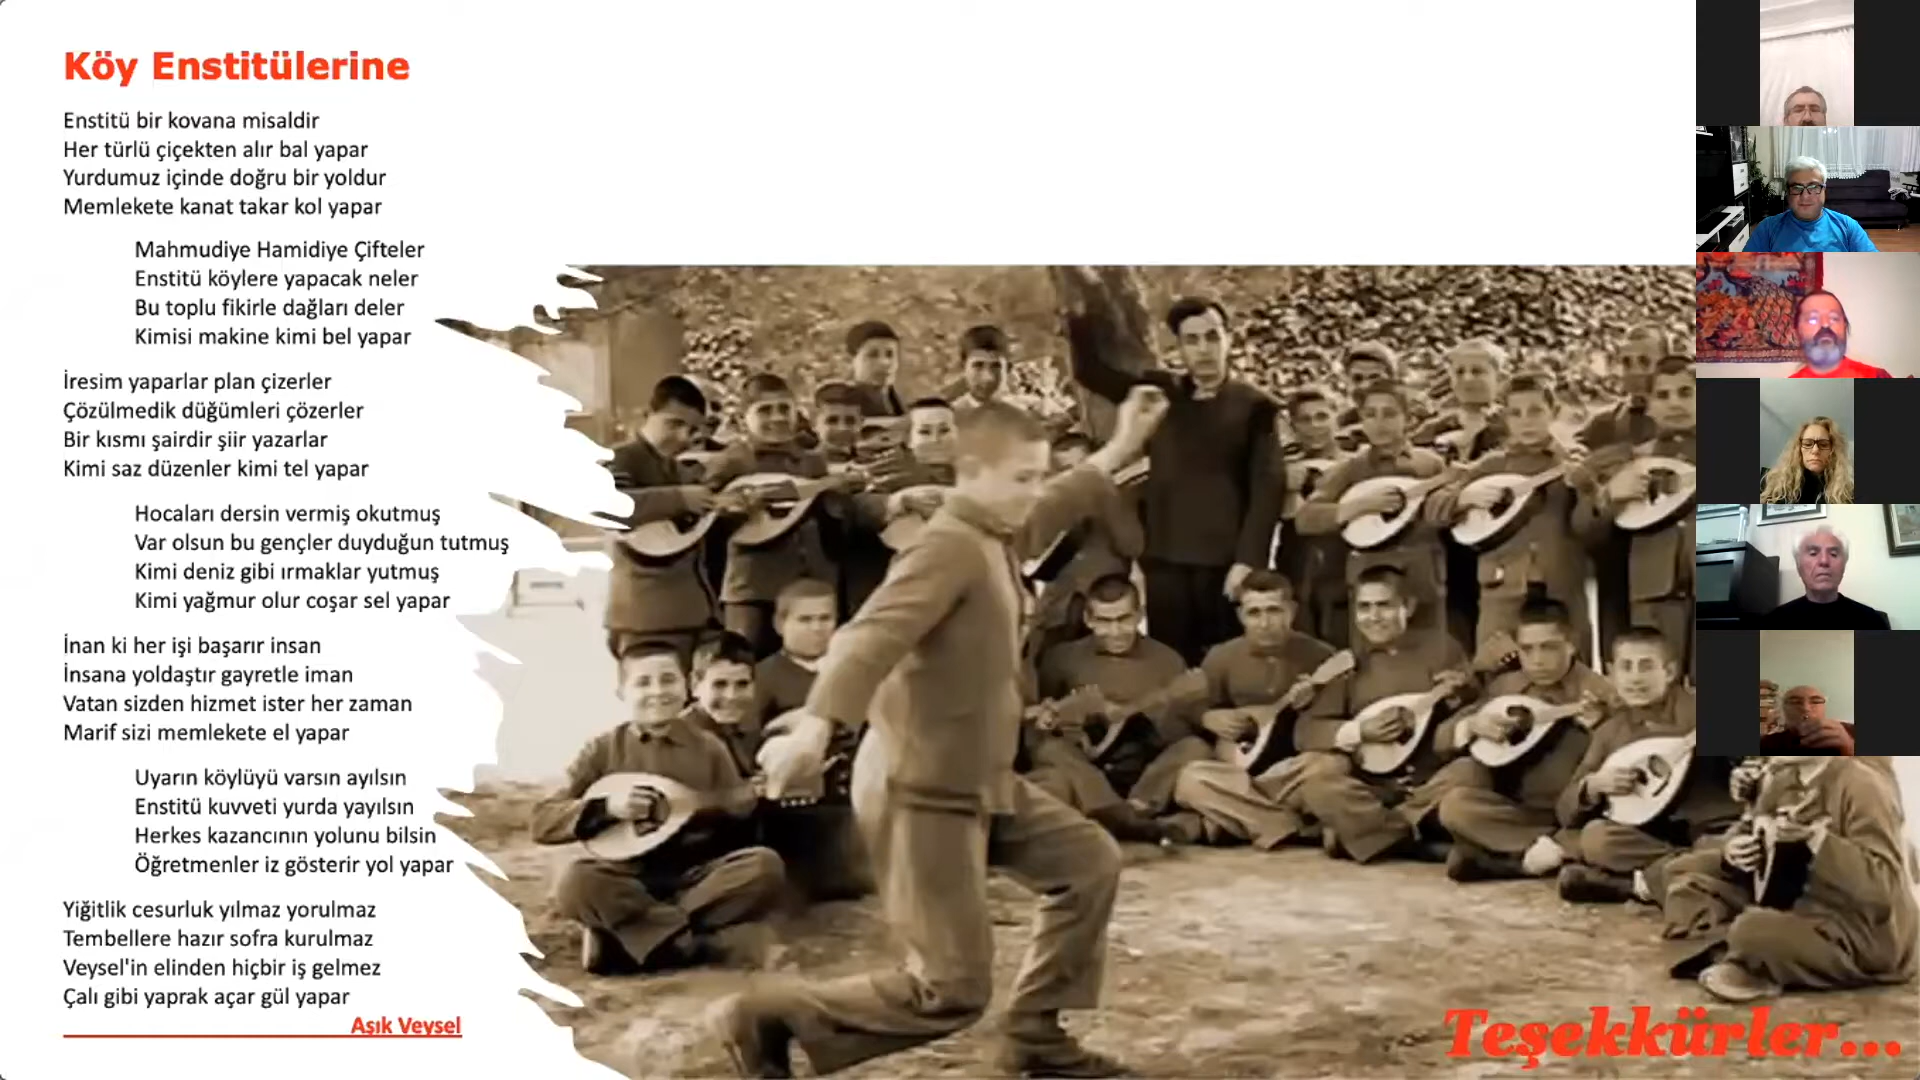 Köy Enstitülerine
Enstitü bir kovana misaldir
Her türlü çiçekten alır bal yapar
Yurdumuz içinde doğru bir yoldur
Memlekete kanat takar kol yapar
Mahmudiye Hamidiye Çifteler
Enstitü köylere yapacak neler
Bu toplu fikirle dağları deler
Kimisi makine kimi bel yapar
İresim yaparlar plan çizerler
Çözülmedik düğümleri çözerler
Bir kısmı şairdir şiir yazarlar
Kimi saz düzenler kimi tel yapar
Hocaları dersin vermiş okutmuş
Var olsun bu gençler duyduğun tutmuş
Kimi deniz gibi ırmaklar yutmuş
Kimi yağmur olur coşar sel yapar
İnan ki her işi başarır insan
İnsana yoldaştır gayretle iman
Vatan sizden hizmet ister her zaman
Marif sizi memlekete el yapar
Uyarın köylüyü varsın ayılsın
Enstitü kuvveti yurda yayılsın
Herkes kazancının yolunu bilsin
Öğretmenler iz gösterir yol yapar
Yiğitlik cesurluk yılmaz yorulmaz
Tembellere hazır sofra kurulmaz
Veysel'in elinden hiçbir iş gelmez
Çalı gibi yaprak açar gül yapar
Aşık Veysel
Teşekkürler...